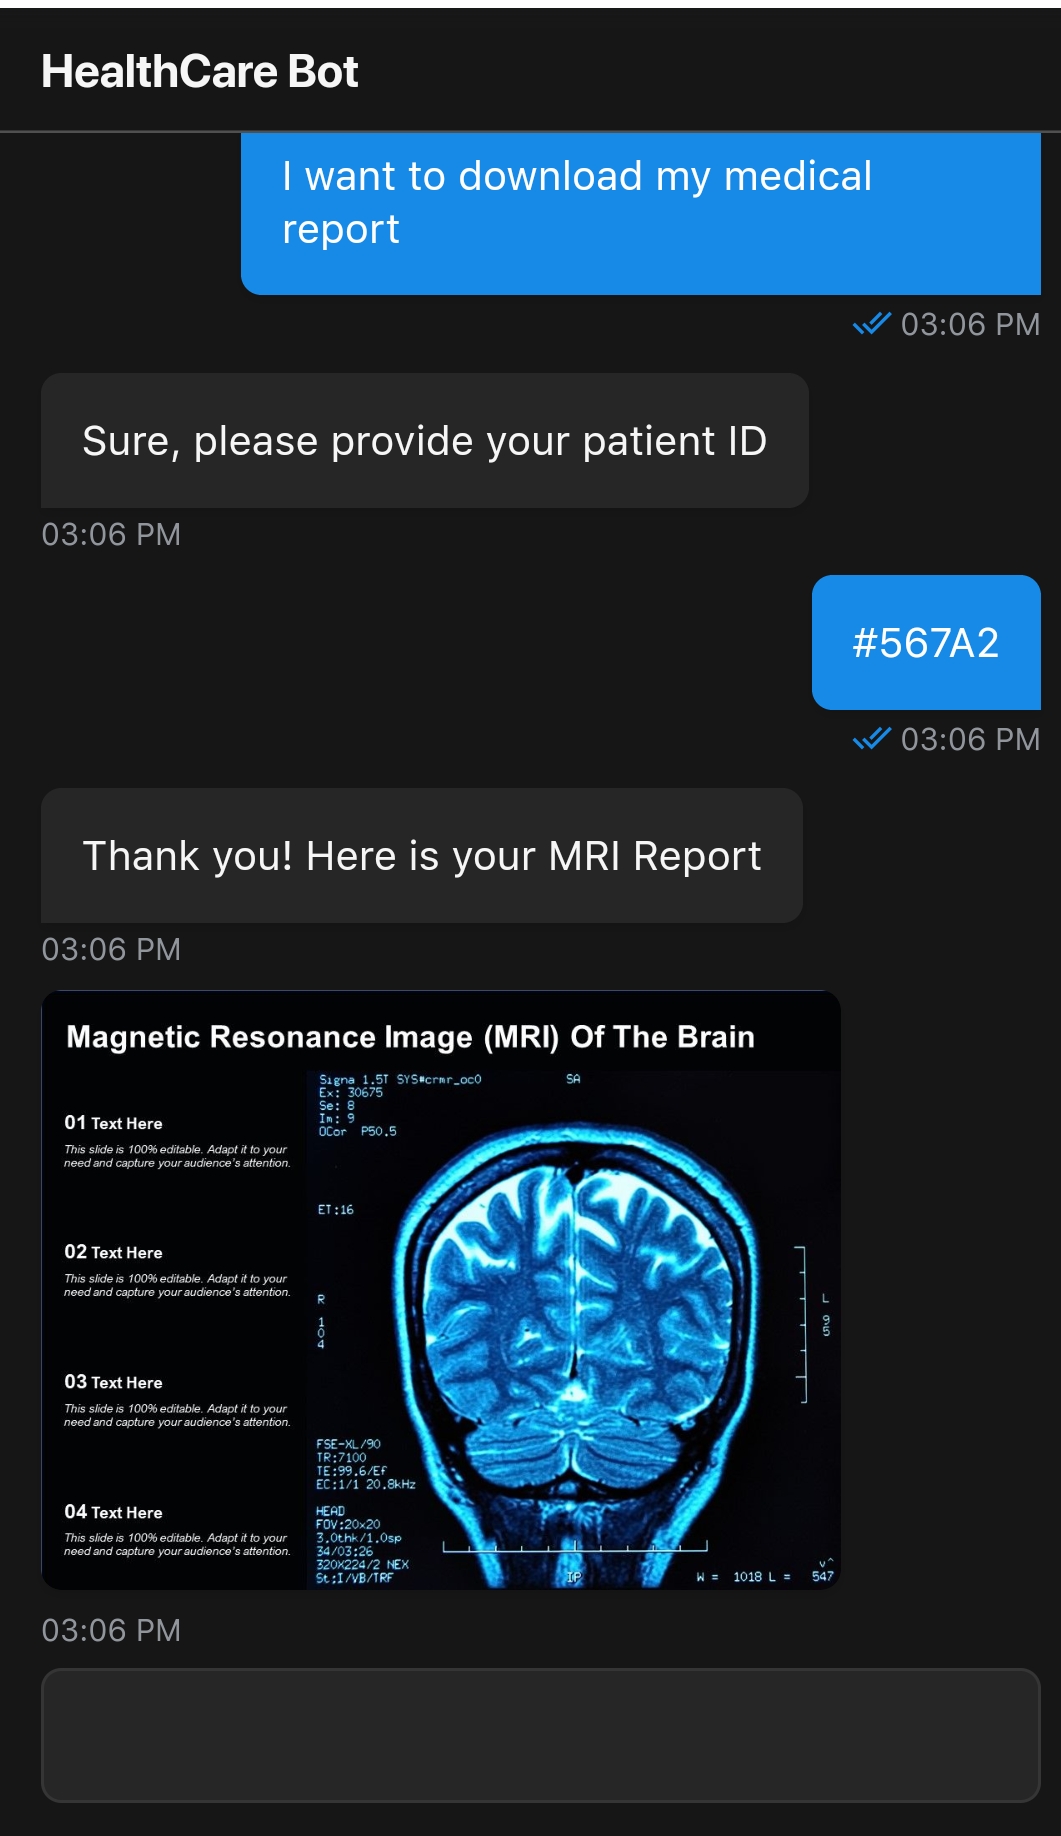 HealthCare Bot
I want to download my medical
report
03:06 PM
Sure, please provide your patient ID
03:06 PM
#567A2
03:06 PM
Thank you! Here is your MRI Report
03:06 PM
Magnetic Resonance Image (MRI) Of The Brain
01 Text Here
This slide is 100% editable. Adapt it to your
need and capture your audience's attention.
02 Text Here
This slide is 100% editable. Adapt it to your
need and capture your audience's attention.
03 Text Here
This slide is 100% editable. Adapt it to your
need and capture your audience's attention.
04 Text Here
This slide is 100% editable. Adapt it to your
need and capture your audience's attention.
Signa 1.5T SYS#crmr_oc0
SA
Ex: 30675
Se: 8
Im: 9
OCor P50.5
ET:16
R
1
0
4
L
9
6
FSE-XL/90
TR:7100
TE:99.6/Ef
EC:1/1 20.8kHz
HEAD
FOV:20x20
3.0thk/1.0sp
34/03:26
320X224/2 NEX
St:I/VB/TRF
IP
W = 1018 L = 547
03:06 PM